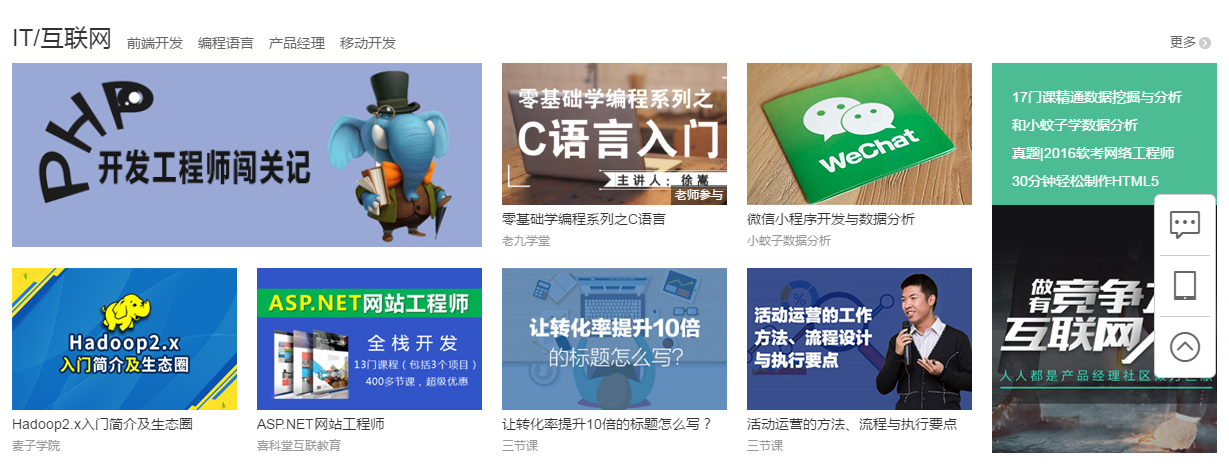 IT/互联网 前端开发 编程语言 产品经理 移动开发 更多
PHP
开发工程师闯关记
零基础学编程系列之
C语言入门
主讲人：徐嵩
老师参与
零基础学编程系列之C语言
老九学堂
WeChat
微信小程序开发与数据分析
小蚊子数据分析
17门课精通数据挖掘与分析
和小蚊子学数据分析
真题|2016软考网络工程师
30分钟轻松制作HTML5
Hadoop2.x
入门简介及生态圈
Hadoop2.x入门简介及生态圈
麦子学院
ASP.NET网站工程师
全栈开发
13门课程（包括3个项目）
400多节课，超级优惠
ASP.NET网站工程师
喜科堂互联教育
让转化率提升10倍
的标题怎么写?
让转化率提升10倍的标题怎么写？
三节课
活动运营的工作
方法、流程设计
与执行要点
活动运营的方法、流程与执行要点
三节课
做有竞争
互联网人
人人都是产品经理社区